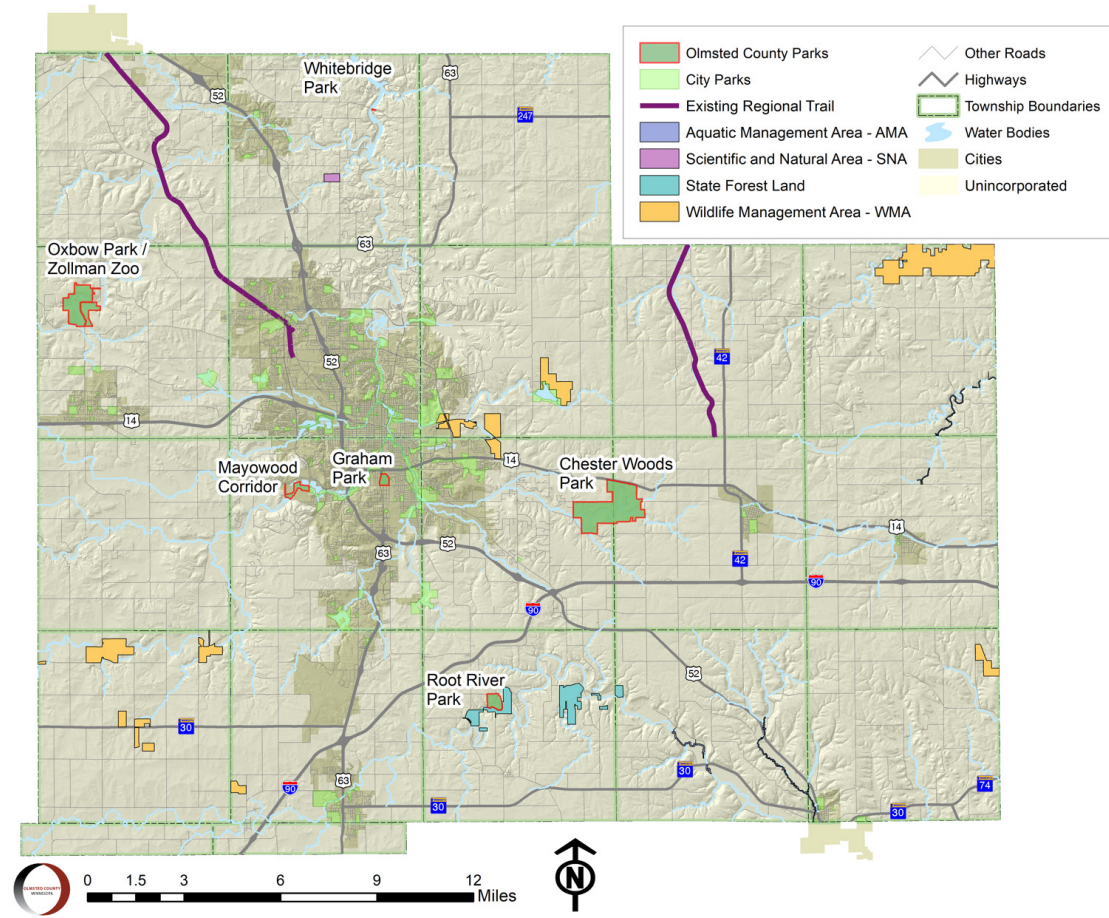 Whitebridge
Park
63
52
247
Olmsted County Parks
City Parks
Existing Regional Trail
Aquatic Management Area - AMA
Scientific and Natural Area - SNA
State Forest Land
Wildlife Management Area - WMA
Other Roads
Highways
Township Boundaries
Water Bodies
Cities
Unincorporated
63
Oxbow Park /
Zollman Zoo
52
42
14
Mayowood
Corridor
Graham
Park
14
Chester Woods
Park
14
63
52
42
90
90
Root River
Park
52
30
30
90
63
30
30
74
OLMSTED COUNTY
MINNESOTA
0 1.5 3 6 9 12
Miles
N